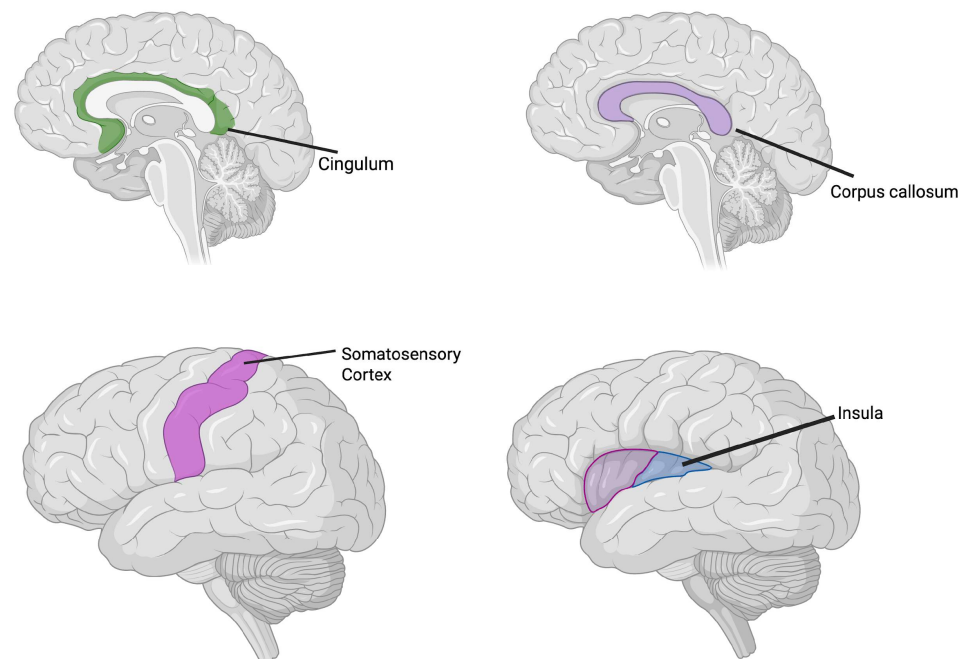 Cingulum
Corpus callosum
Somatosensory
Cortex
Insula